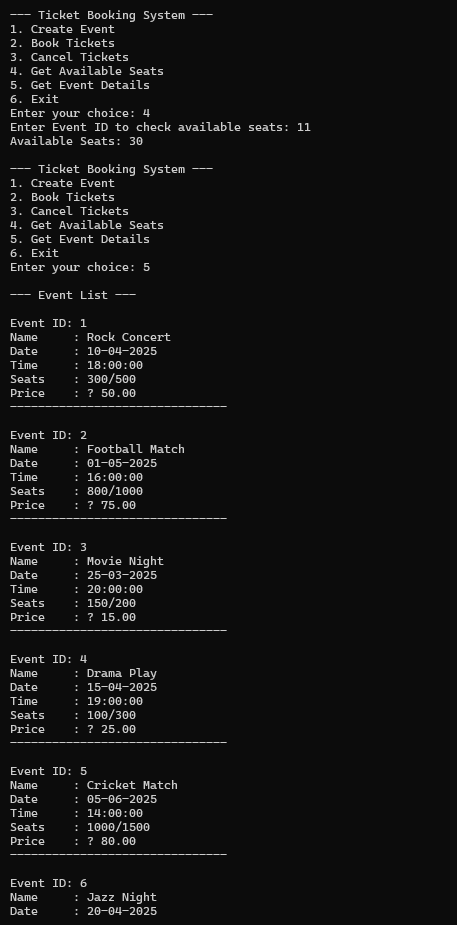 --- Ticket Booking System ---
1. Create Event
2. Book Tickets
3. Cancel Tickets
4. Get Available Seats
5. Get Event Details
6. Exit
Enter your choice: 4
Enter Event ID to check available seats: 11
Available Seats: 30

--- Ticket Booking System ---
1. Create Event
2. Book Tickets
3. Cancel Tickets
4. Get Available Seats
5. Get Event Details
6. Exit
Enter your choice: 5

--- Event List ---

Event ID: 1
Name     : Rock Concert
Date     : 10-04-2025
Time     : 18:00:00
Seats    : 300/500
Price    : ? 50.00
-------------------------------

Event ID: 2
Name     : Football Match
Date     : 01-05-2025
Time     : 16:00:00
Seats    : 800/1000
Price    : ? 75.00
-------------------------------

Event ID: 3
Name     : Movie Night
Date     : 25-03-2025
Time     : 20:00:00
Seats    : 150/200
Price    : ? 15.00
-------------------------------

Event ID: 4
Name     : Drama Play
Date     : 15-04-2025
Time     : 19:00:00
Seats    : 100/300
Price    : ? 25.00
-------------------------------

Event ID: 5
Name     : Cricket Match
Date     : 05-06-2025
Time     : 14:00:00
Seats    : 1000/1500
Price    : ? 80.00
-------------------------------

Event ID: 6
Name     : Jazz Night
Date     : 20-04-2025